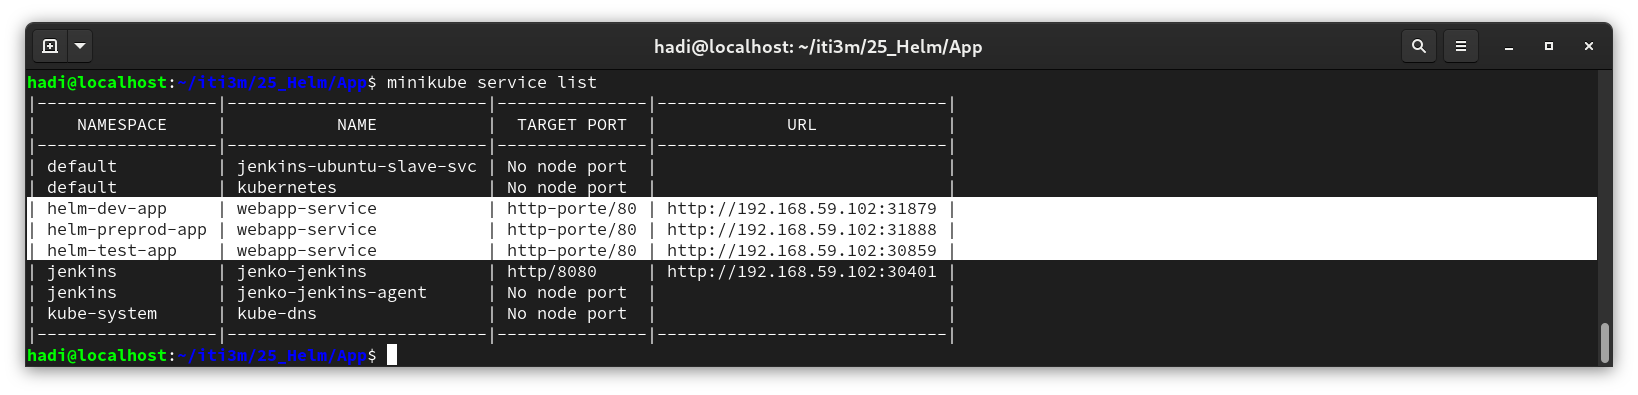 hadi@localhost: ~/iti3m/25_Helm/App
hadi@localhost:~/iti3m/25_Helm/App$ minikube service list
|------------------|--------------------------|---------------|-----------------------------|
|    NAMESPACE     |           NAME           |  TARGET PORT  |             URL             |
|------------------|--------------------------|---------------|-----------------------------|
| default          | jenkins-ubuntu-slave-svc | No node port  |                             |
| default          | kubernetes               | No node port  |                             |
| helm-dev-app     | webapp-service           | http-porte/80 | http://192.168.59.102:31879 |
| helm-preprod-app | webapp-service           | http-porte/80 | http://192.168.59.102:31888 |
| helm-test-app    | webapp-service           | http-porte/80 | http://192.168.59.102:30859 |
| jenkins          | jenko-jenkins            | http/8080     | http://192.168.59.102:30401 |
| jenkins          | jenko-jenkins-agent      | No node port  |                             |
| kube-system      | kube-dns                 | No node port  |                             |
|------------------|--------------------------|---------------|-----------------------------|
hadi@localhost:~/iti3m/25_Helm/App$